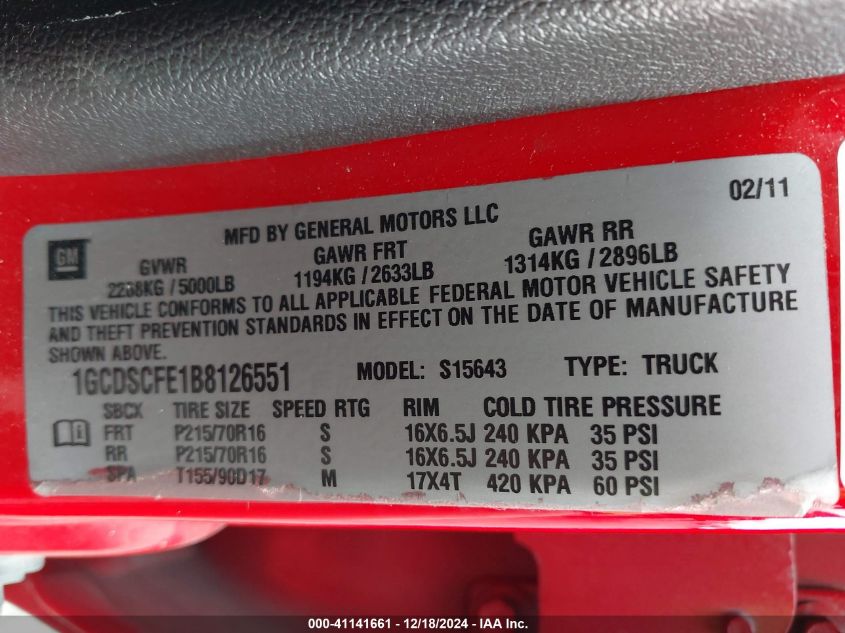 02/11
MFD BY GENERAL MOTORS LLC
GM
GVWR GAWR FRT GAWR RR
2268KG / 5000LB 1194KG / 2633LB 1314KG / 2896LB
THIS VEHICLE CONFORMS TO ALL APPLICABLE FEDERAL MOTOR VEHICLE SAFETY
AND THEFT PREVENTION STANDARDS IN EFFECT ON THE DATE OF MANUFACTURE
SHOWN ABOVE.
1GCDSCFE1B8126551 MODEL: S15643 TYPE: TRUCK
SBCX TIRE SIZE SPEED RTG RIM COLD TIRE PRESSURE
FRT P215/70R16 S 16X6.5J 240 KPA 35 PSI
RR P215/70R16 S 16X6.5J 240 KPA 35 PSI
SPA T155/90D17 M 17X4T 420 KPA 60 PSI
000-41141661 - 12/18/2024 - IAA Inc.